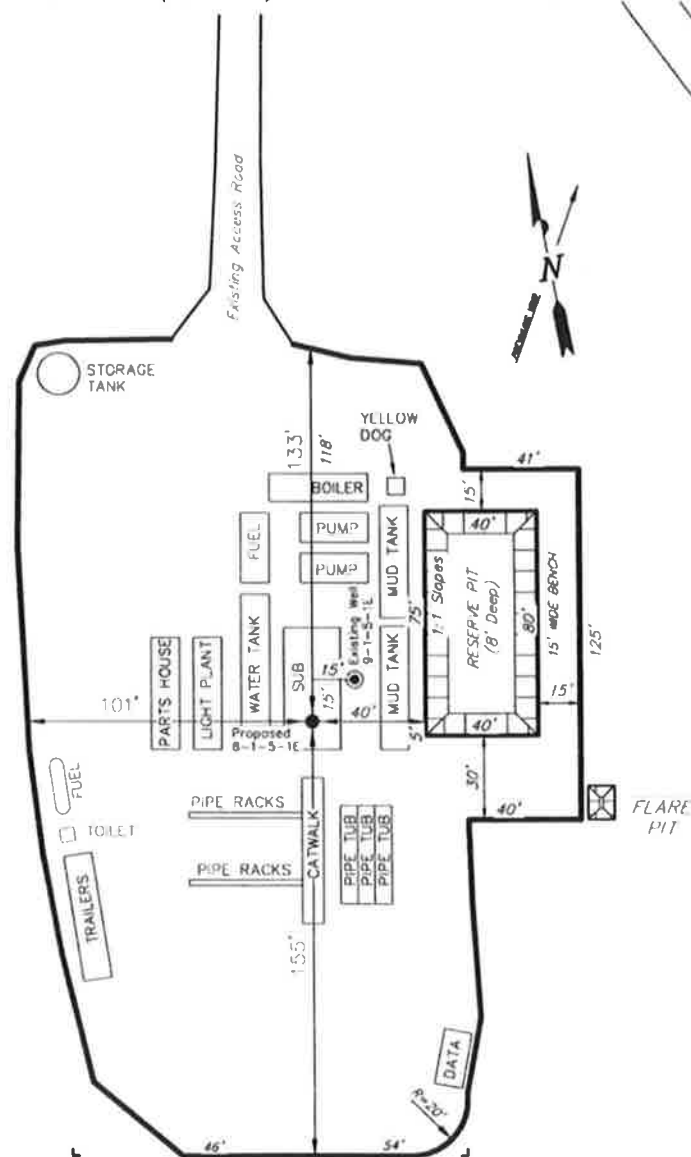 Existing Access Road
N
STORAGE
TANK
133'
118'
YELLOW
DOG
41'
15'
BOILER
FUEL
PUMP
PUMP
MUD TANK
40'
1:1 Slopes
RESERVE PIT
(8' Deep)
80'
15' WIDE BENCH
125'
75'
Existing Well
9-1-5-1E
WATER TANK
SUB
15'
15'
MUD TANK
PARTS HOUSE
LIGHT PLANT
101'
40'
5'
40'
15'
Proposed
8-1-5-1E
30'
40'
FLARE
PIT
FUEL
TOILET
PIPE RACKS
PIPE RACKS
CATWALK
PIPE TUB
PIPE TUB
PIPE TUB
TRAILERS
155'
DATA
R=20'
46'
54'